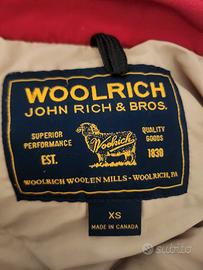 WOOLRICH
JOHN RICH & BROS.
SUPERIOR PERFORMANCE
QUALITY GOODS
EST.
1830
Woolrich
WOOLRICH WOOLEN MILLS - WOOLRICH, PA
XS
MADE IN CANADA
subito